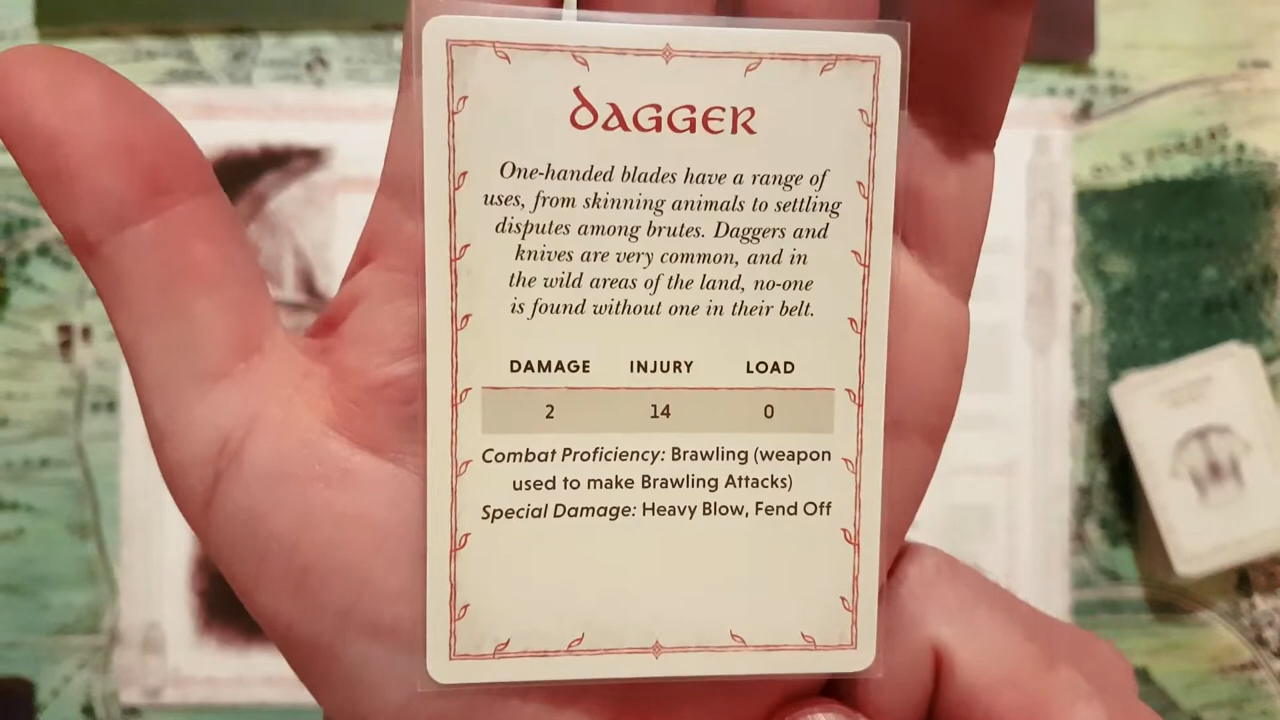 DAGGER
One-handed blades have a range of
uses, from skinning animals to settling
disputes among brutes. Daggers and
knives are very common, and in
the wild areas of the land, no-one
is found without one in their belt.
DAMAGE INJURY LOAD
2 14 0
Combat Proficiency: Brawling (weapon
used to make Brawling Attacks)
Special Damage: Heavy Blow, Fend Off